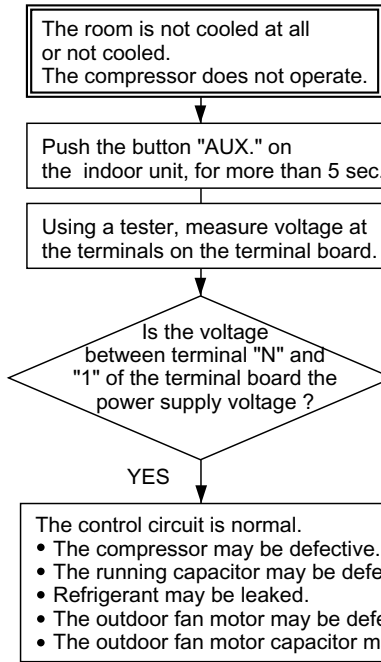 The room is not cooled at all
or not cooled.
The compressor does not operate.
Push the button "AUX." on
the indoor unit, for more than 5 sec.
Using a tester, measure voltage at
the terminals on the terminal board.
Is the voltage
between terminal "N" and
"1" of the terminal board the
power supply voltage ?
YES
The control circuit is normal.
• The compressor may be defective.
• The running capacitor may be
• Refrigerant may be leaked.
• The outdoor fan motor may be
• The outdoor fan motor capacitor